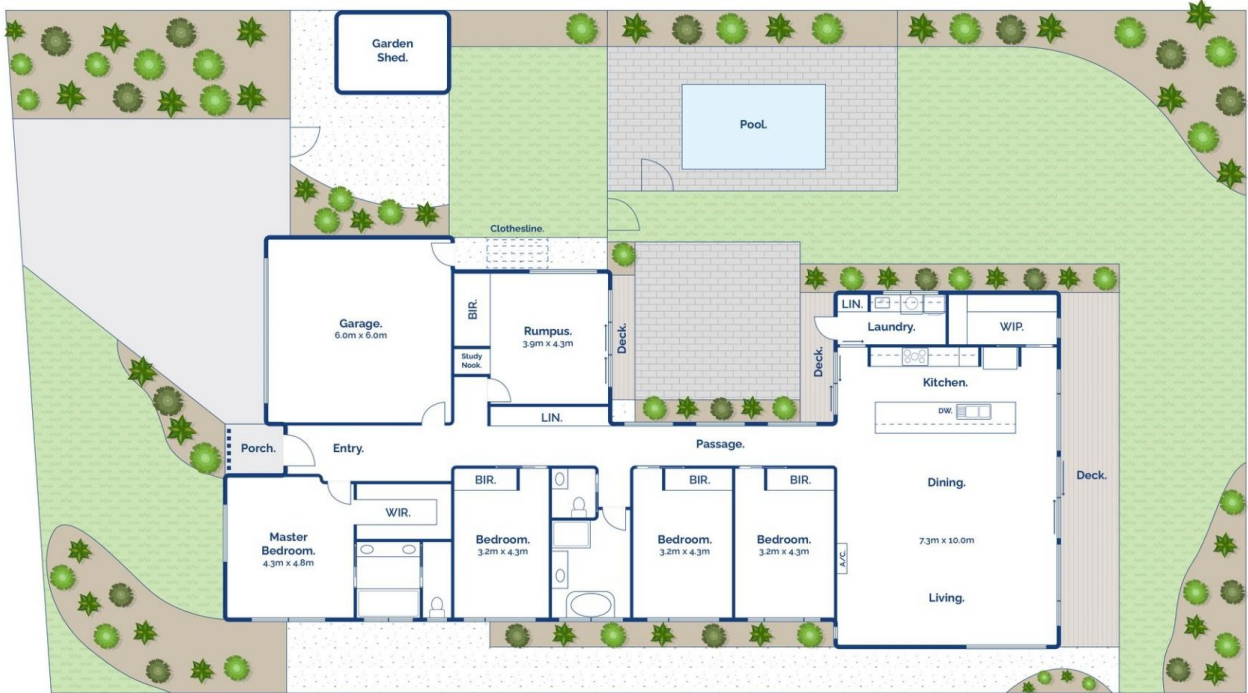 Garden
Shed.
Pool.
Clothesline.
Garage.
6.0m x 6.0m
BIR.
Rumpus.
3.9m x 4.3m
Study
Nook.
Deck.
LIN.
Deck.
LIN.
Laundry.
WIP.
Kitchen.
DW.
Porch.
Entry.
Passage.
Dining.
Deck.
Master
Bedroom.
4.3m x 4.8m
WIR.
BIR.
Bedroom.
3.2m x 4.3m
BIR.
Bedroom.
3.2m x 4.3m
BIR.
Bedroom.
3.2m x 4.3m
A/C.
7.3m x 10.0m
Living.